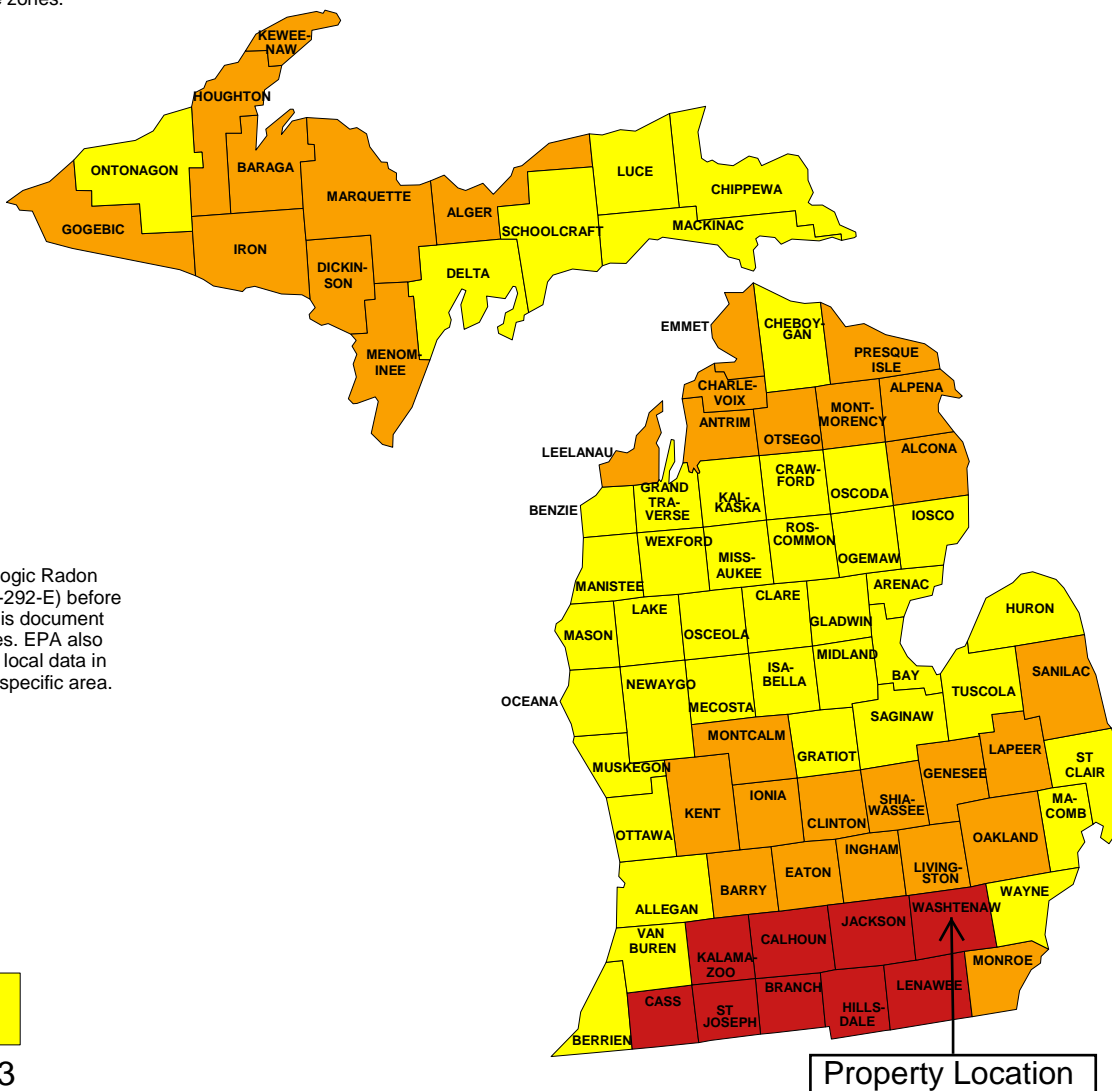 zones.
KEWEE-
NAW
HOUGHTON
ONTONAGON
BARAGA
LUCE
CHIPPEWA
MARQUETTE
ALGER
GOGEBIC
MACKINAC
SCHOOLCRAFT
IRON
DICKIN-
SON
DELTA
MENOM-
INEE
EMMET
CHEBOY-
GAN
PRESQUE
ISLE
CHARLE-
VOIX
ALPENA
MONT-
MORENCY
ANTRIM
OTSEGO
LEELANAU
ALCONA
CRAW-
FORD
GRAND
TRA-
VERSE
KAL-
KASKA
OSCODA
BENZIE
IOSCO
ROS-
COMMON
WEXFORD
MISS-
AUKEE
OGEMAW
MANISTEE
ARENAC
CLARE
LAKE
HURON
GLADWIN
MASON
OSCEOLA
MIDLAND
ISA-
BELLA
BAY
SANILAC
NEWAYGO
TUSCOLA
OCEANA
MECOSTA
SAGINAW
MONTCALM
LAPEER
GRATIOT
ST
CLAIR
MUSKEGON
GENESEE
IONIA
SHIA-
WASSEE
MA-
COMB
KENT
CLINTON
OTTAWA
OAKLAND
INGHAM
EATON
LIVING-
STON
BARRY
WAYNE
ALLEGAN
WASHTENAW
JACKSON
VAN
BUREN
CALHOUN
KALAMA-
ZOO
MONROE
BRANCH
LENAWEE
CASS
ST
JOSEPH
HILLS-
DALE
BERRIEN
ogic Radon
-292-E) before
is document
es. EPA also
local data in
specific area.
3
Property Location